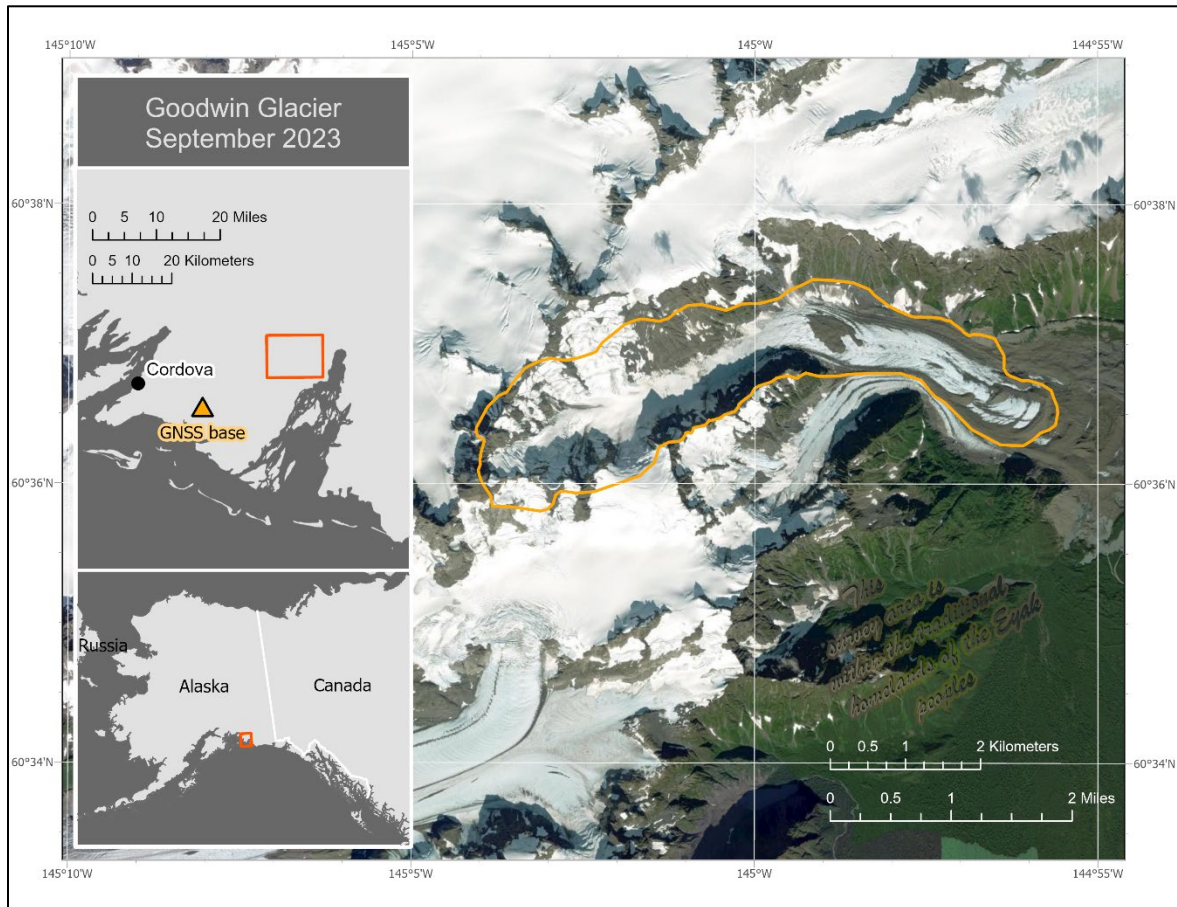 145°10'W 145°5'W 145°W 144°55'W
Goodwin Glacier
September 2023
60°38'N 60°38'N
0 5 10 20 Miles
0 5 10 20 Kilometers
Cordova
GNSS base
60°36'N 60°36'N
This
survey area is
within the traditional
homelands of the Eyak
peoples
Russia
Alaska
Canada
0 0.5 1 2 Kilometers
60°34'N 60°34'N
0 0.5 1 2 Miles
145°10'W 145°5'W 145°W 144°55'W